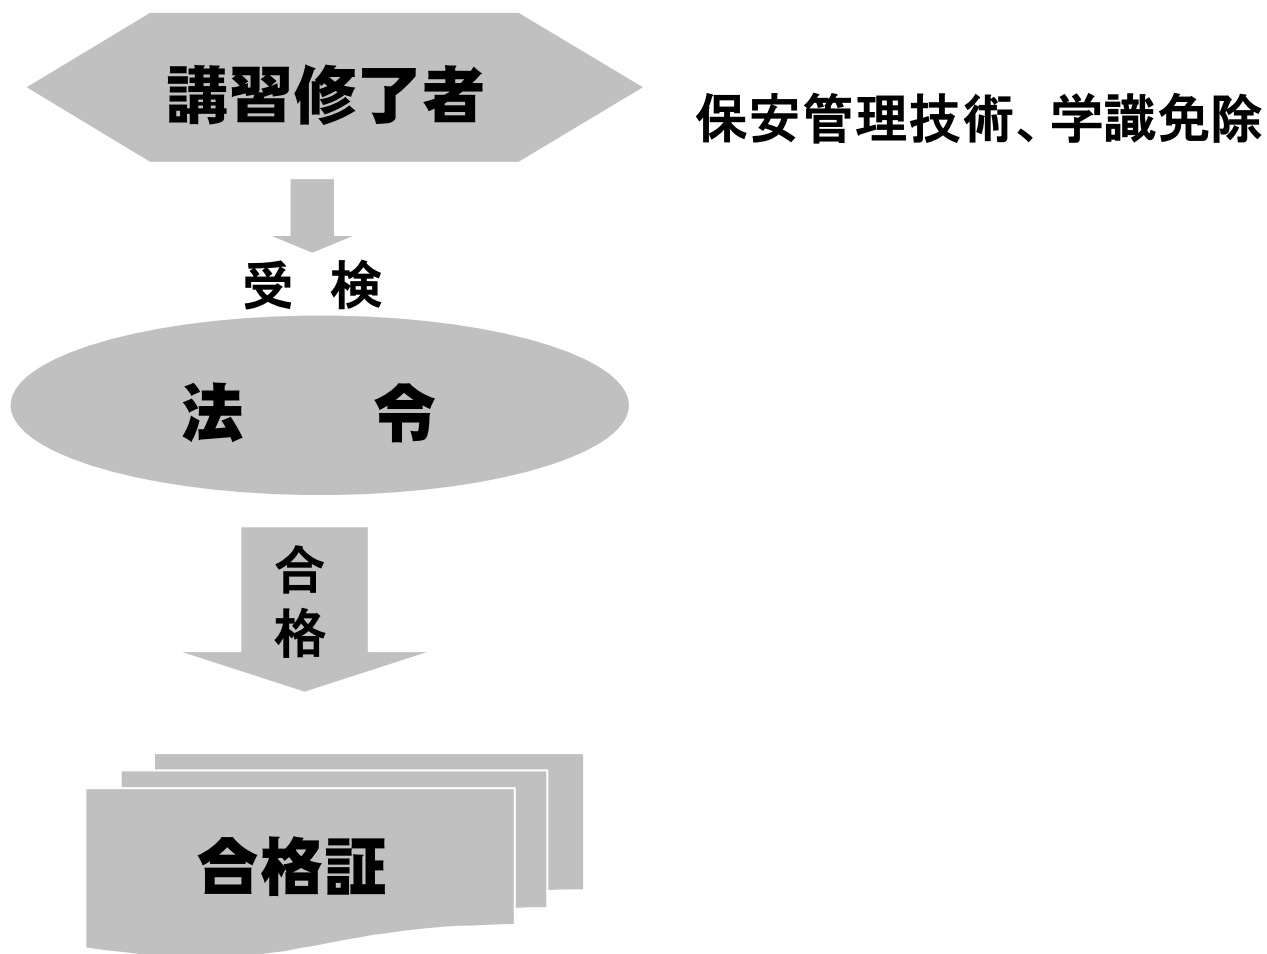 講習修了者
保安管理技術、学識免除
受　検
法　　令
合
格
合格証